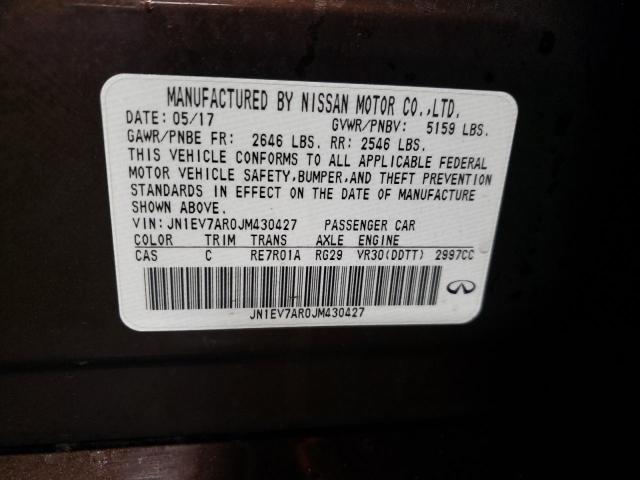 MANUFACTURED BY NISSAN MOTOR CO.,LTD.
DATE: 05/17 GVWR/PNBV: 5159 LBS.
GAWR/PNBE FR: 2646 LBS. RR: 2546 LBS.
THIS VEHICLE CONFORMS TO ALL APPLICABLE FEDERAL
MOTOR VEHICLE SAFETY,BUMPER,AND THEFT PREVENTION
STANDARDS IN EFFECT ON THE DATE OF MANUFACTURE
SHOWN ABOVE.
VIN: JN1EV7AR0JM430427 PASSENGER CAR
COLOR TRIM TRANS AXLE ENGINE
CAS C RE7R01A RG29 VR30(DDTT) 2997CC
JN1EV7AR0JM430427